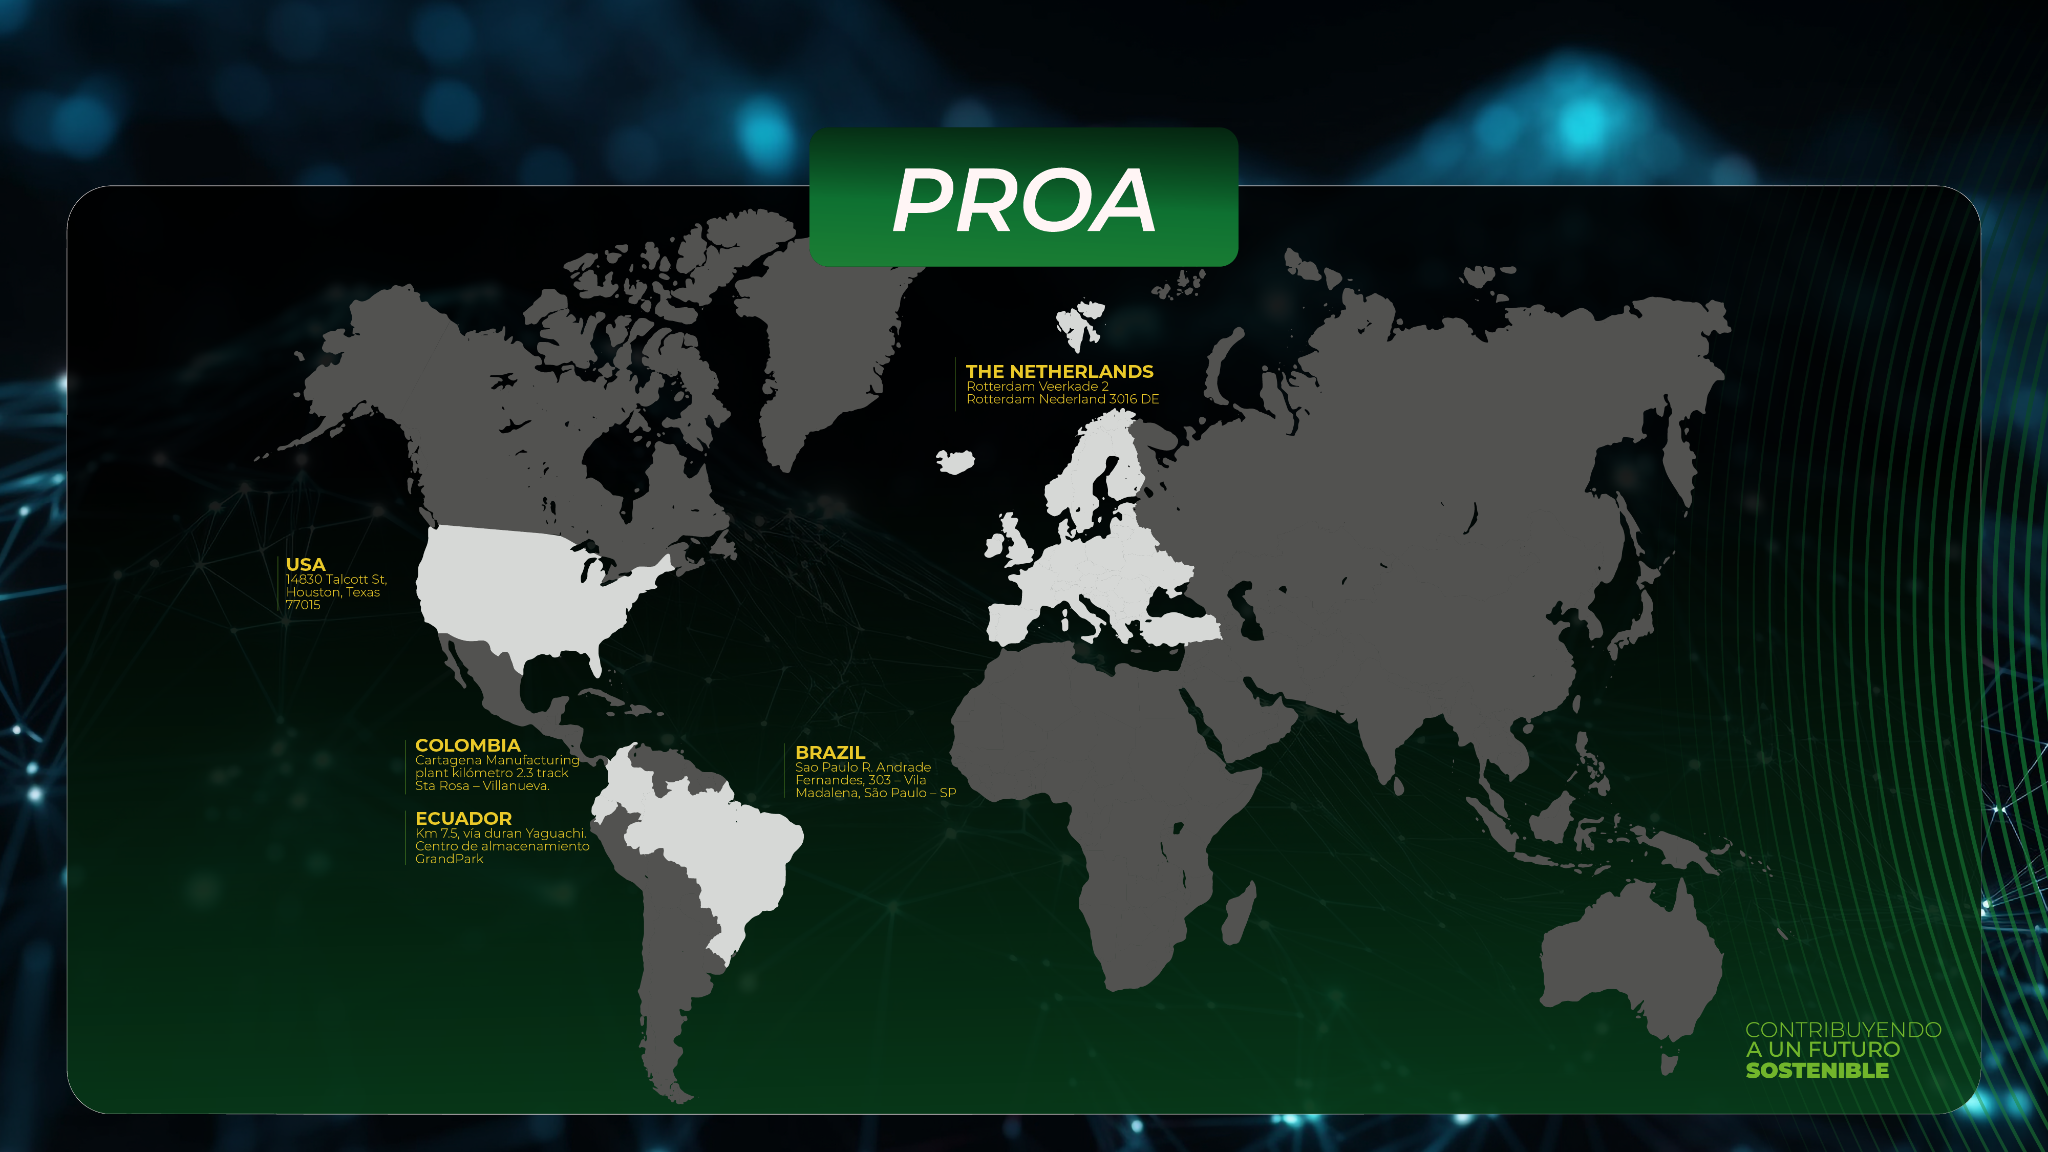 PROA
THE NETHERLANDS
Rotterdam Veerkade 2
Rotterdam Nederland 3016 DE
USA
14830 Talcott St,
Houston, Texas
77015
COLOMBIA
Cartagena Manufacturing
plant kilómetro 2.3 track
Sta Rosa – Villanueva.
BRAZIL
Sao Paulo R. Andrade
Fernandes, 303 – Vila
Madalena, São Paulo – SP
ECUADOR
Km 7.5, vía duran Yaguachi.
Centro de almacenamiento
GrandPark
CONTRIBUYENDO
A UN FUTURO
SOSTENIBLE